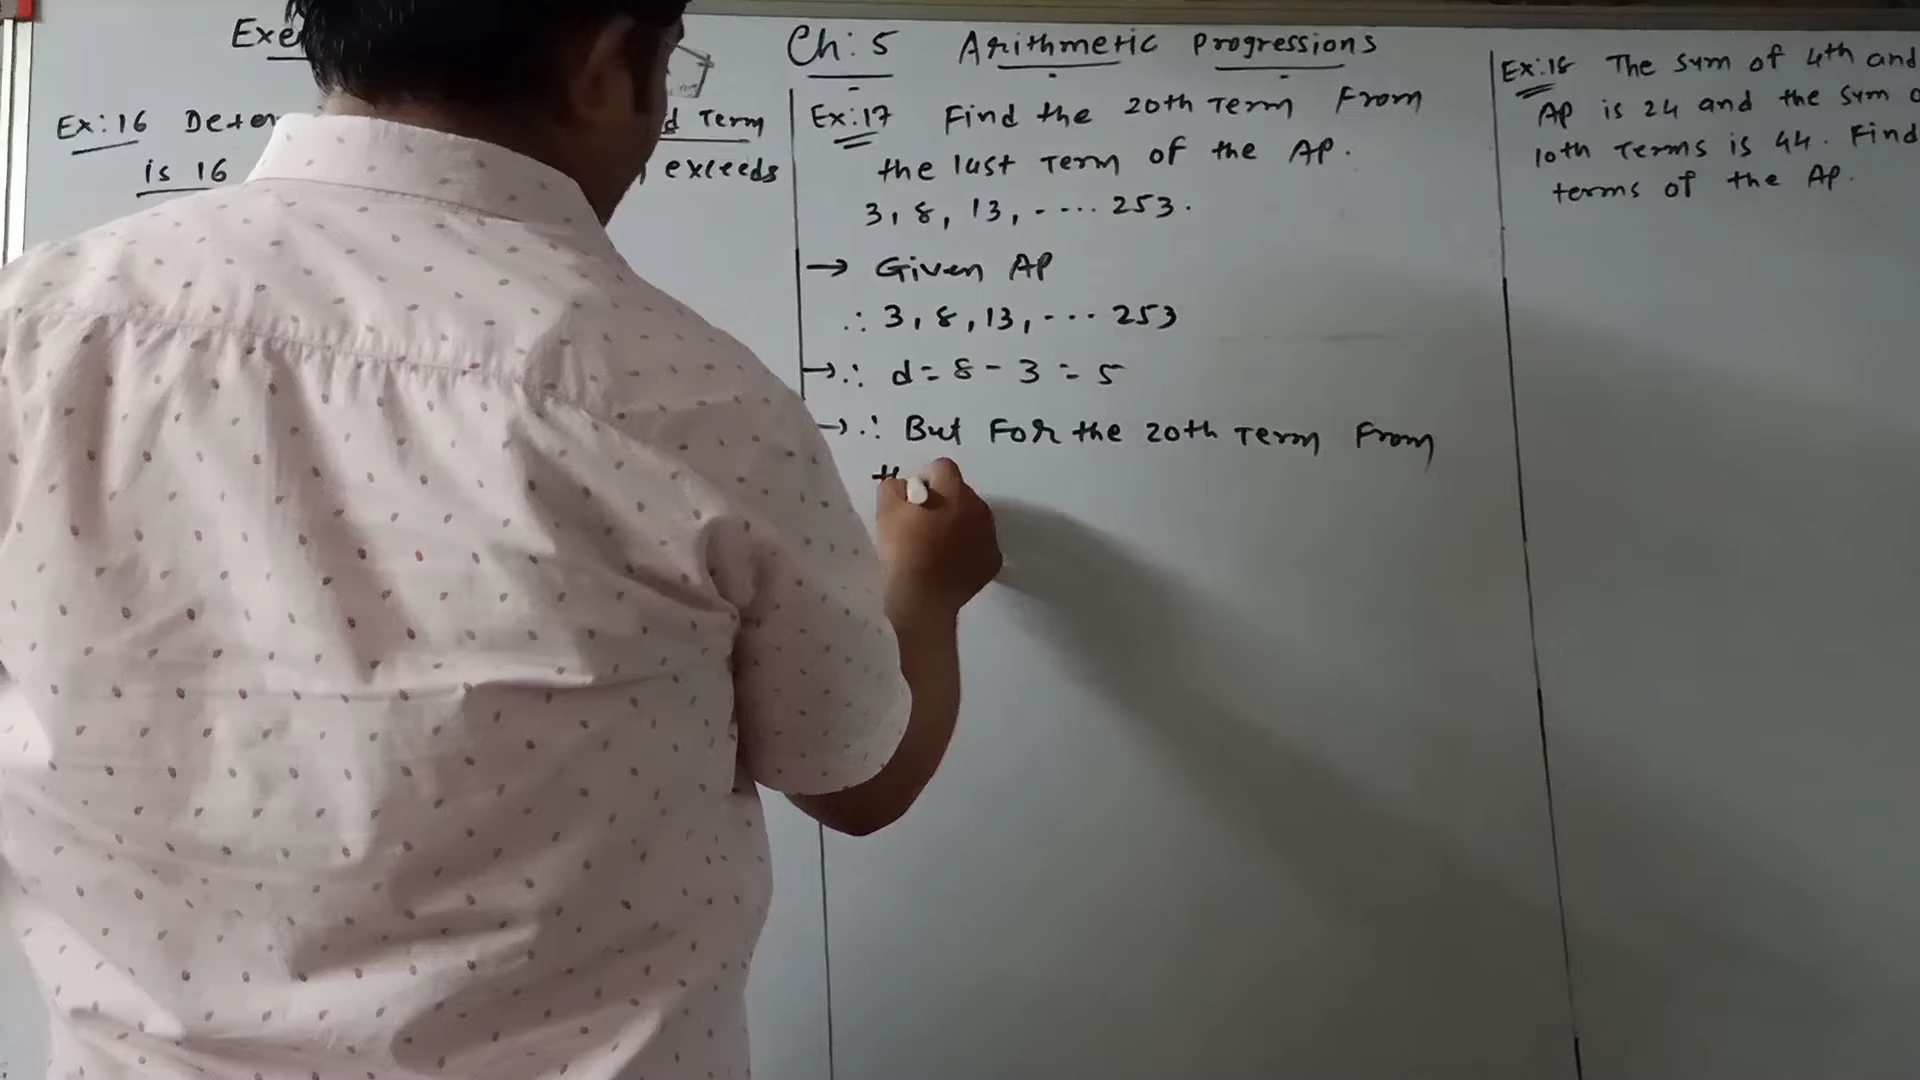 Ch: 5 Arithmetic Progressions
Ex: 16 Term
is 16 exceeds
Ex: 17 Find the 20th Term From
the last Term of the AP.
3, 8, 13, ---- 253.
→ Given AP
∴ 3, 8, 13, --- 253
→ ∴ d = 8 - 3 = 5
→ ∴ But For the 20th Term From
Ex: 18 The sum of 4th and
AP is 24 and the sum
10th Terms is 44. Find
terms of the AP.